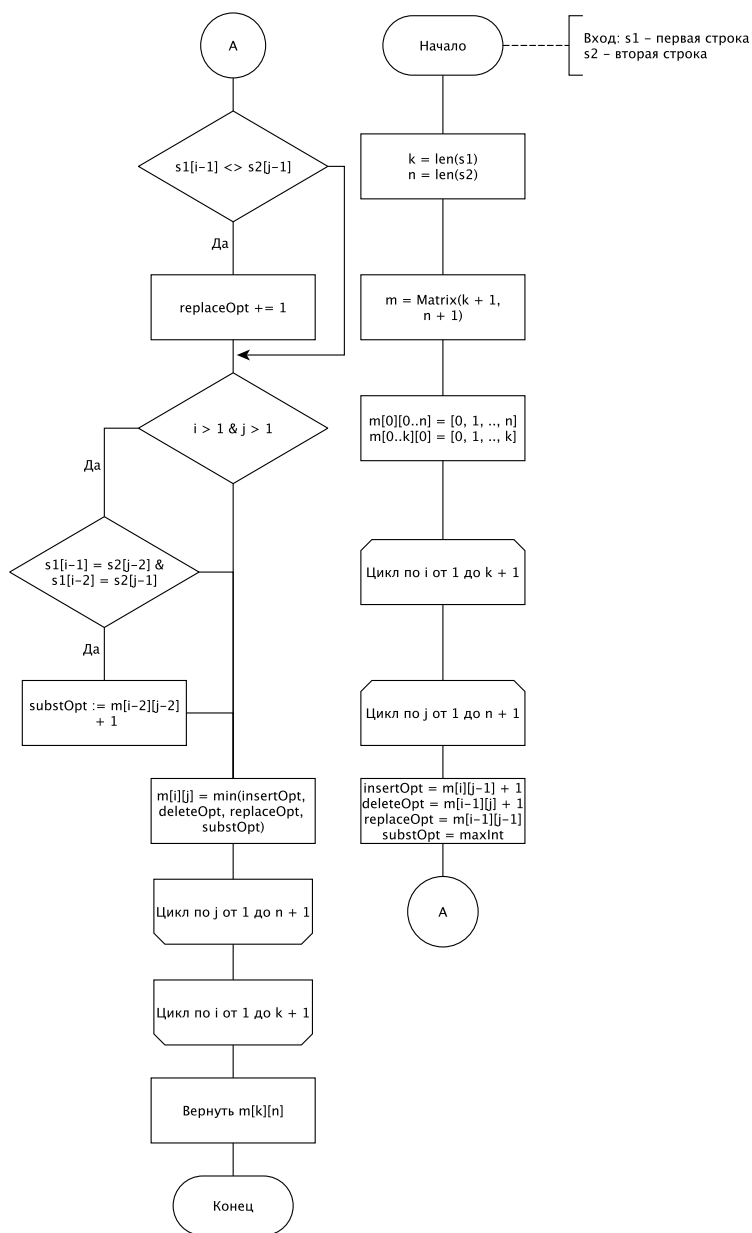 Начало
Вход: s1 – первая строка
s2 – вторая строка
k = len(s1)
n = len(s2)
m = Matrix(k + 1,
n + 1)
m[0][0..n] = [0, 1, .., n]
m[0..k][0] = [0, 1, .., k]
Цикл по i от 1 до k + 1
Цикл по j от 1 до n + 1
insertOpt = m[i][j–1] + 1
deleteOpt = m[i–1][j] + 1
replaceOpt = m[i–1][j–1]
substOpt = maxInt
A
A
s1[i–1] <> s2[j–1]
Да
replaceOpt += 1
i > 1 & j > 1
Да
s1[i–1] = s2[j–2] &
s1[i–2] = s2[j–1]
Да
substOpt := m[i–2][j–2]
+ 1
m[i][j] = min(insertOpt,
deleteOpt, replaceOpt,
substOpt)
Цикл по j от 1 до n + 1
Цикл по i от 1 до k + 1
Вернуть m[k][n]
Конец